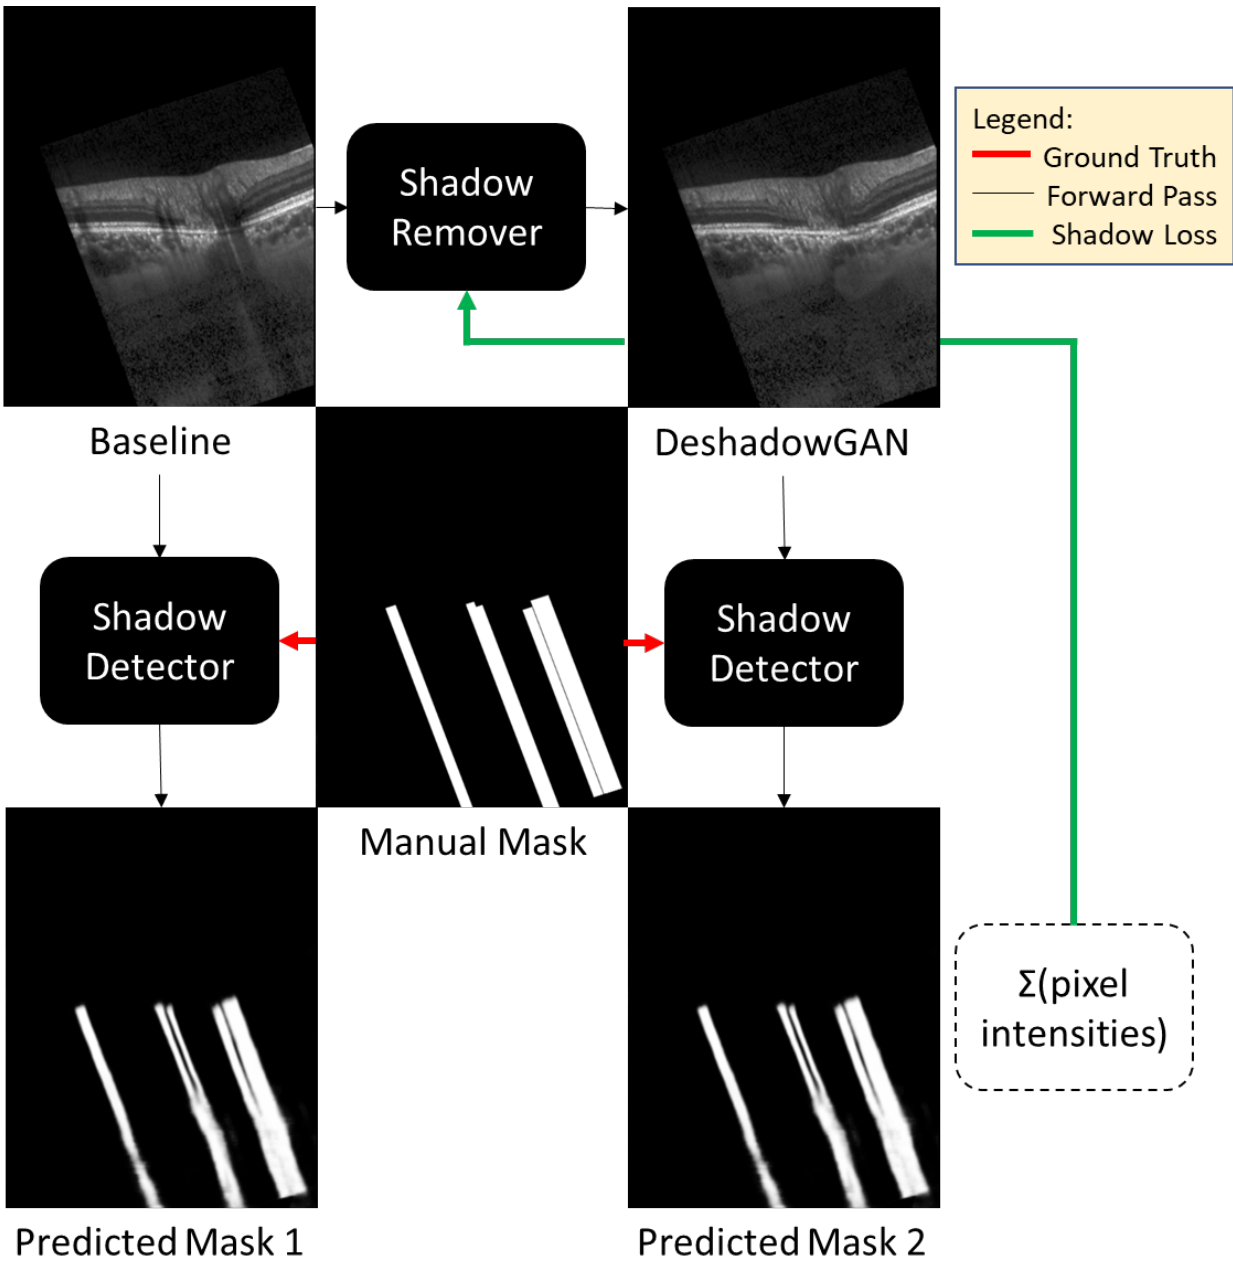 Shadow
Remover
Legend:
Ground Truth
Forward Pass
Shadow Loss
Baseline
DeshadowGAN
Shadow
Detector
Shadow
Detector
Manual Mask
Σ(pixel
intensities)
Predicted Mask 1
Predicted Mask 2